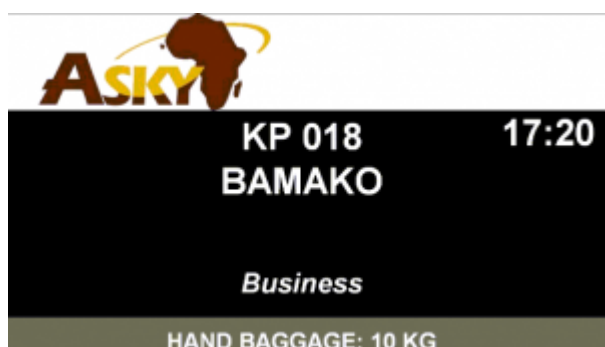 ASKY
KP 018 17:20
BAMAKO
Business
HAND BAGGAGE: 10 KG